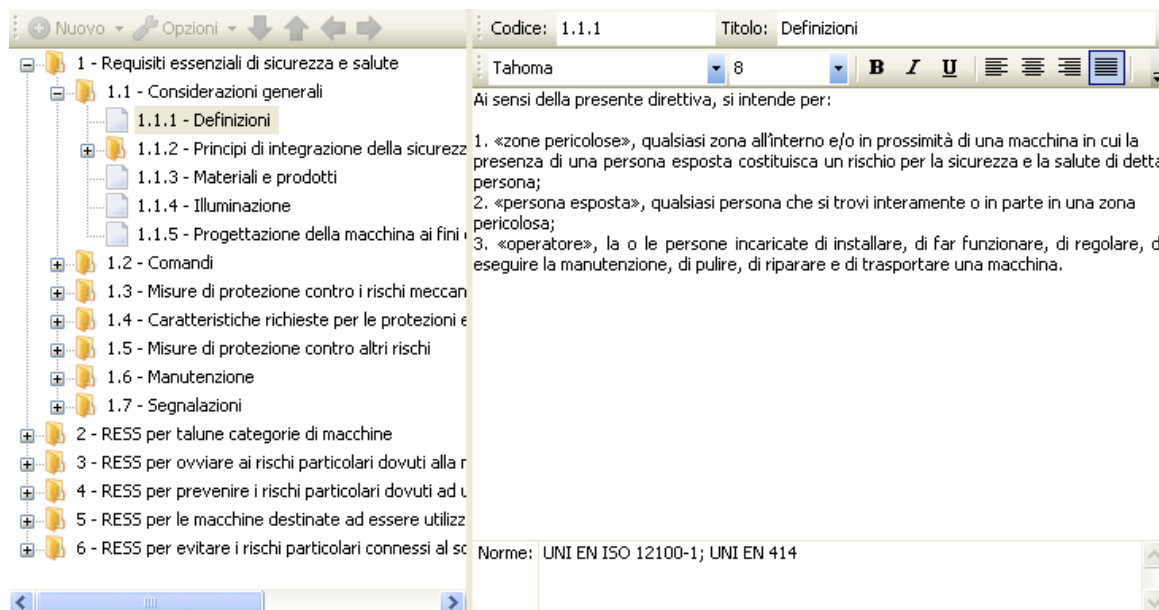 Nuovo Opzioni
1 - Requisiti essenziali di sicurezza e salute
1.1 - Considerazioni generali
1.1.1 - Definizioni
1.1.2 - Principi di integrazione della sicurezz
1.1.3 - Materiali e prodotti
1.1.4 - Illuminazione
1.1.5 - Progettazione della macchina ai fini
1.2 - Comandi
1.3 - Misure di protezione contro i rischi meccan
1.4 - Caratteristiche richieste per le protezioni e
1.5 - Misure di protezione contro altri rischi
1.6 - Manutenzione
1.7 - Segnalazioni
2 - RESS per talune categorie di macchine
3 - RESS per ovviare ai rischi particolari dovuti alla
4 - RESS per prevenire i rischi particolari dovuti ad
5 - RESS per le macchine destinate ad essere utilizz
6 - RESS per evitare i rischi particolari connessi al
Codice: 1.1.1 Titolo: Definizioni
Tahoma 8 B I U
Ai sensi della presente direttiva, si intende per:
1. «zone pericolose», qualsiasi zona all'interno e/o in prossimità di una macchina in cui la
presenza di una persona esposta costituisca un rischio per la sicurezza e la salute di detta
persona;
2. «persona esposta», qualsiasi persona che si trovi interamente o in parte in una zona
pericolosa;
3. «operatore», la o le persone incaricate di installare, di far funzionare, di regolare, d
eseguire la manutenzione, di pulire, di riparare e di trasportare una macchina.
Norme: UNI EN ISO 12100-1; UNI EN 414